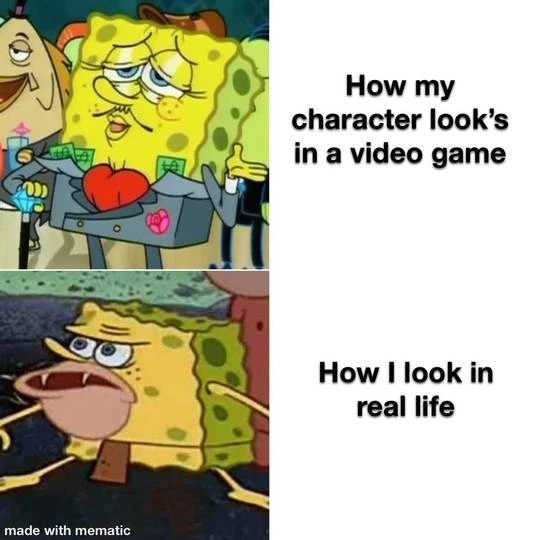 How my
character look's
in a video game
How I look in
real life
made with mematic